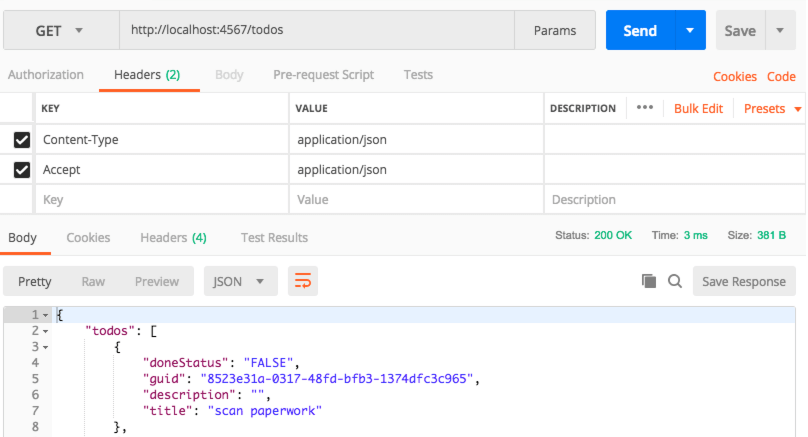 GET http://localhost:4567/todos Params Send Save
Authorization Headers (2) Body Pre-request Script Tests Cookies Code
KEY VALUE DESCRIPTION ••• Bulk Edit Presets
Content-Type application/json
Accept application/json
Key Value Description
Body Cookies Headers (4) Test Results Status: 200 OK Time: 3 ms Size: 381 B
Pretty Raw Preview JSON Save Response
1 {
2 "todos": [
3 {
4 "doneStatus": "FALSE",
5 "guid": "8523e31a-0317-48fd-bfb3-1374dfc3c965",
6 "description": "",
7 "title": "scan paperwork"
8 },